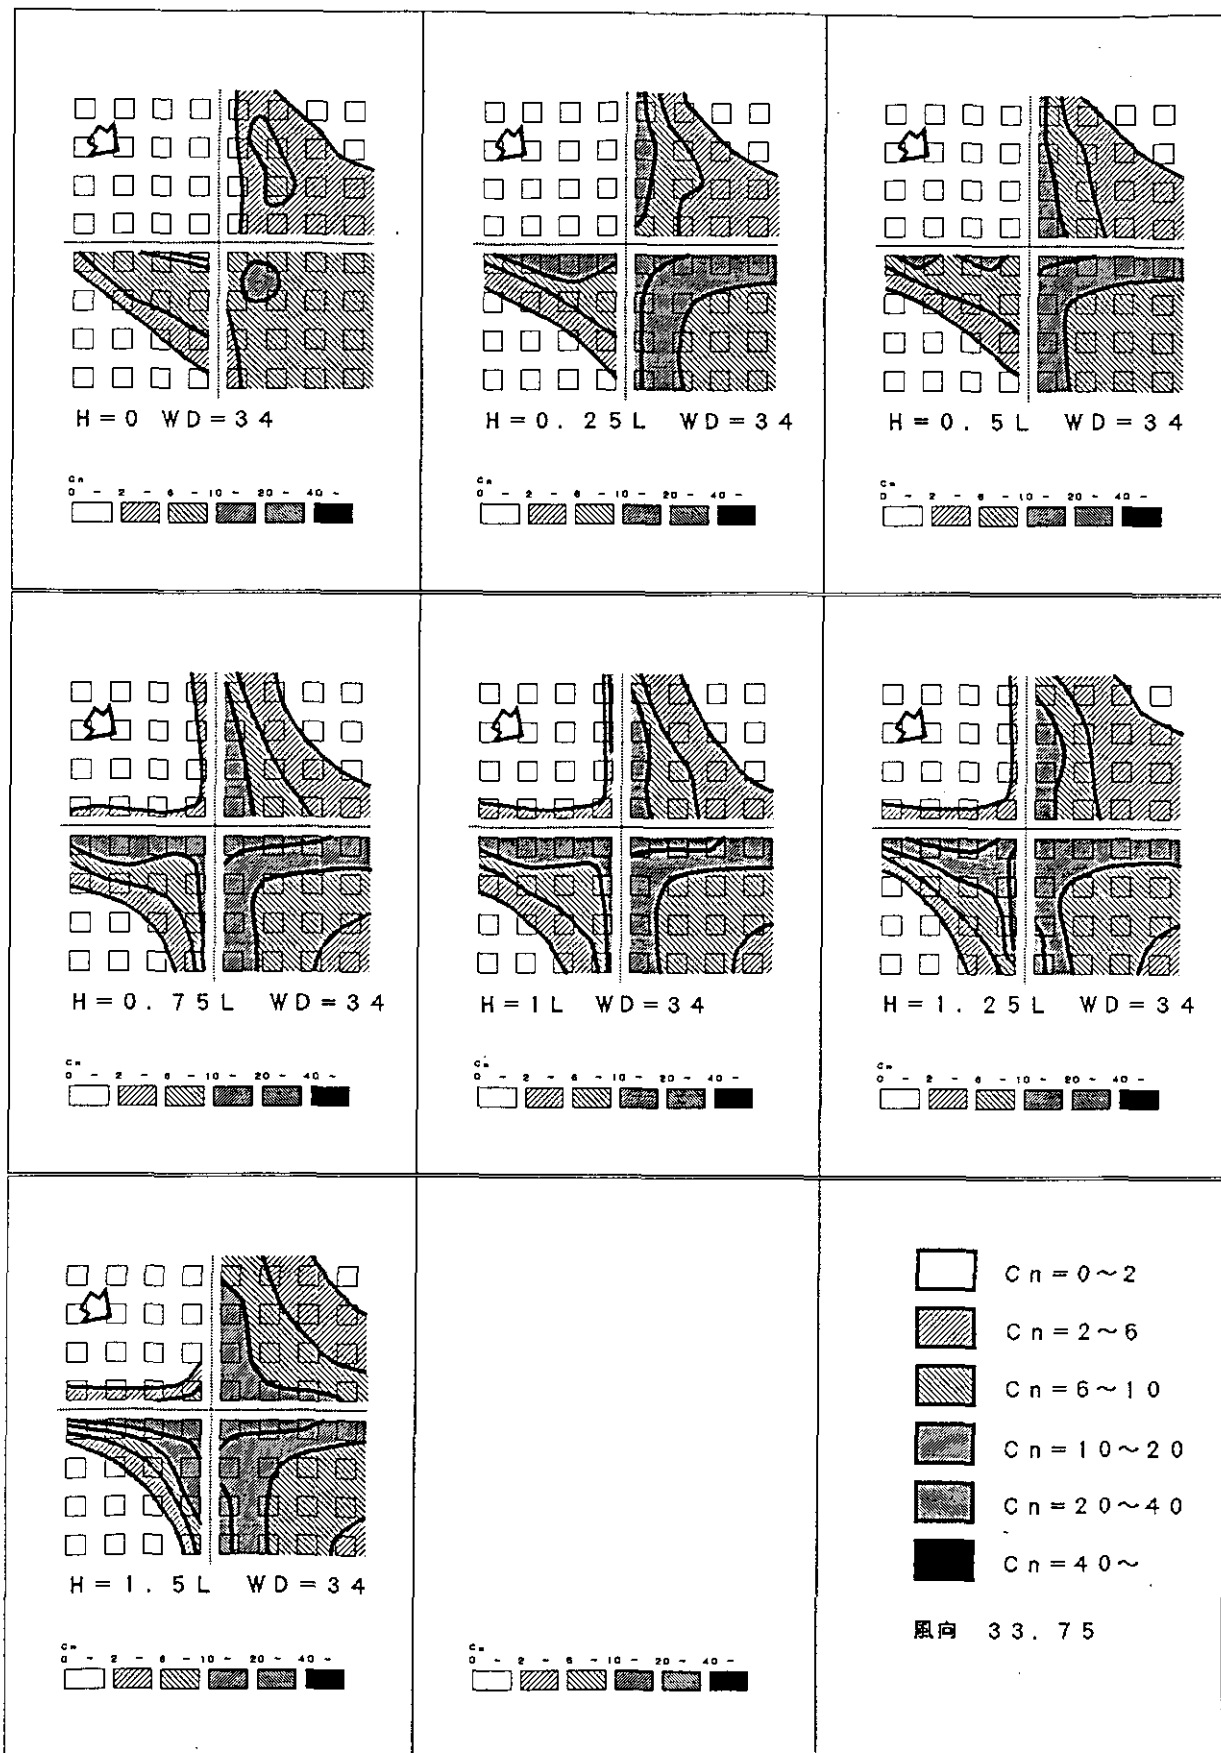 H=0 WD=34
Cn
0 - 2 - 6 - 10 ~ 20 - 40 ~
H=0.25L WD=34
Cn
0 - 2 - 6 - 10 - 20 - 40 -
H=0.5L WD=34
Cn
0 - 2 - 6 - 10 - 20 - 40 -
H=0.75L WD=34
Cn
0 - 2 - 6 - 10 ~ 20 - 40 ~
H=1L WD=34
Cn
0 - 2 - 6 - 10 - 20 - 40 -
H=1.25L WD=34
Cn
0 - 2 - 6 - 10 ~ 20 ~ 40 -
H=1.5L WD=34
Cn
0 ~ 2 - 6 - 10 ~ 20 - 40 -
Cn
0 - 2 - 6 - 10 - 20 ~ 40 -
Cn=0~2
Cn=2~6
Cn=6~10
Cn=10~20
Cn=20~40
Cn=40~
風向 33.75